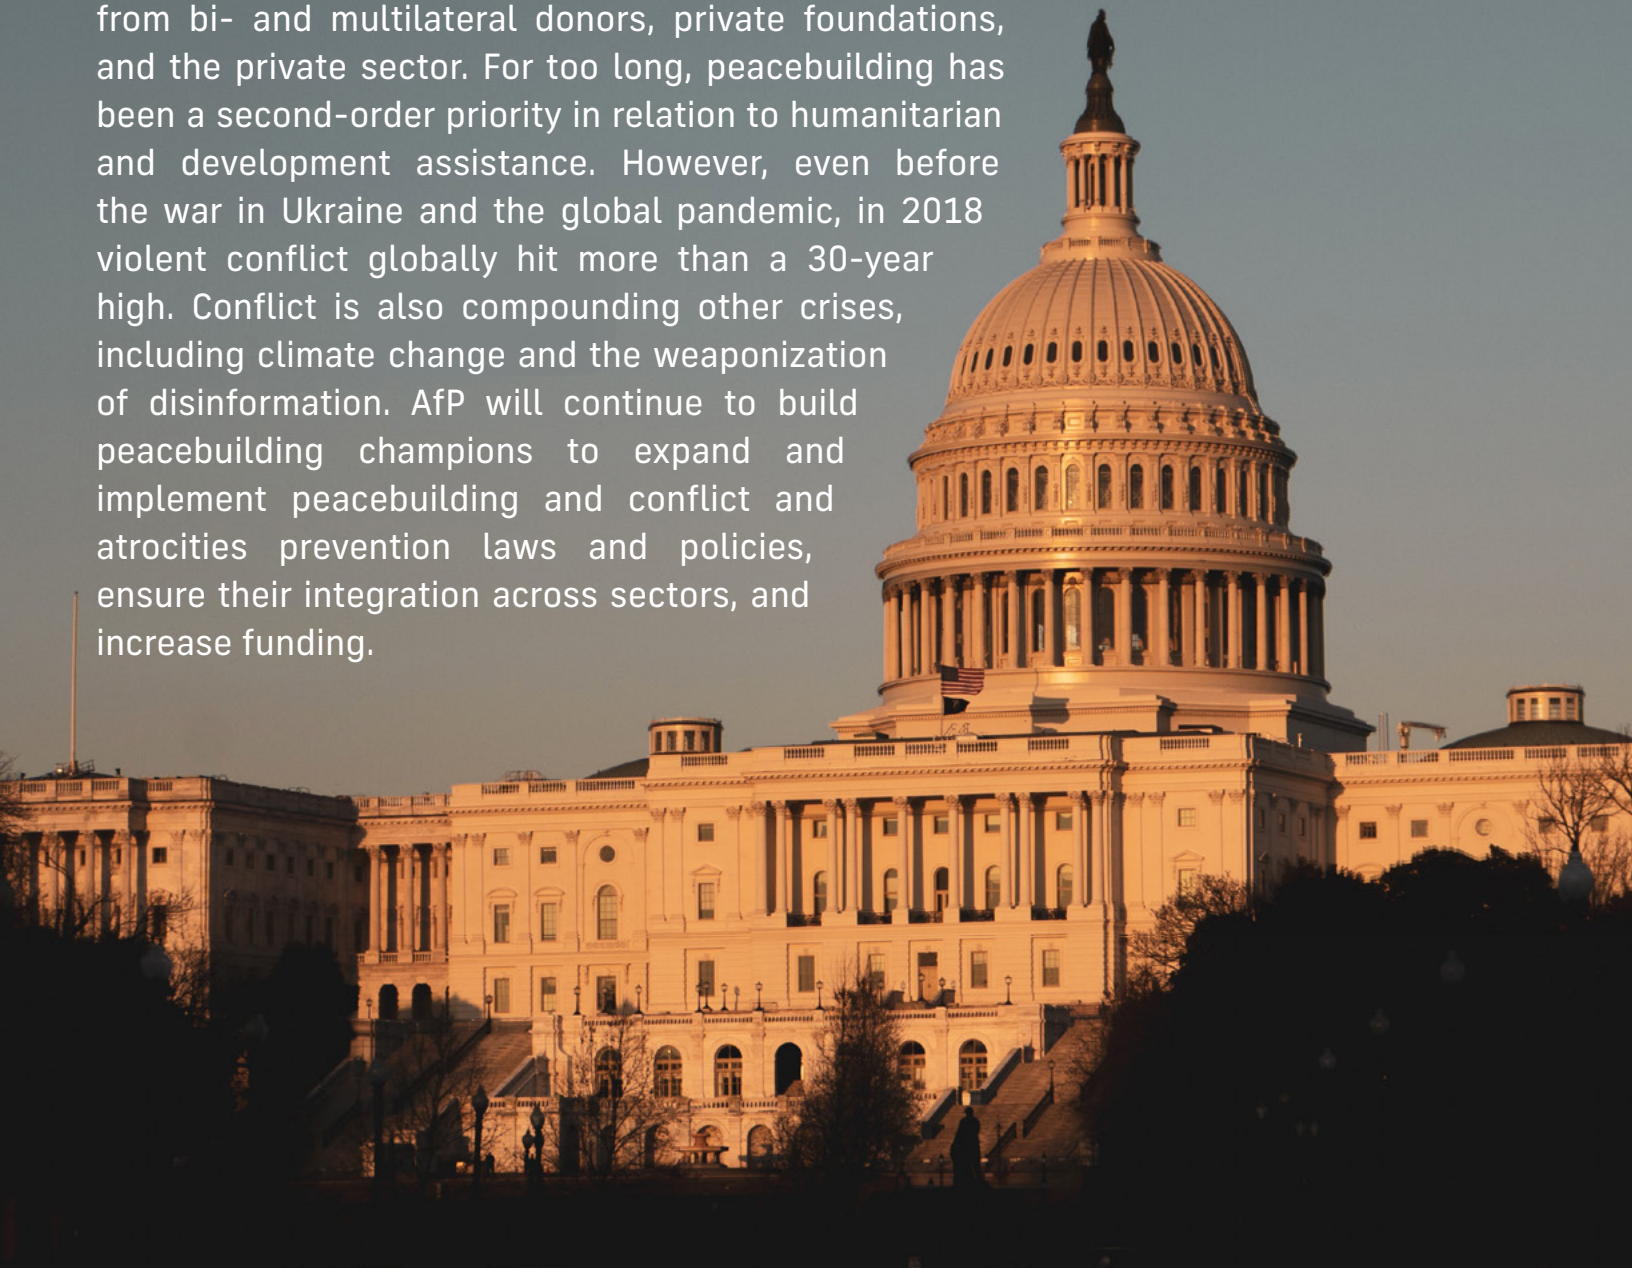 from bi- and multilateral donors, private foundations,
and the private sector. For too long, peacebuilding has
been a second-order priority in relation to humanitarian
and development assistance. However, even before
the war in Ukraine and the global pandemic, in 2018
violent conflict globally hit more than a 30-year
high. Conflict is also compounding other crises,
including climate change and the weaponization
of disinformation. AfP will continue to build
peacebuilding champions to expand and
implement peacebuilding and conflict and
atrocities prevention laws and policies,
ensure their integration across sectors, and
increase funding.